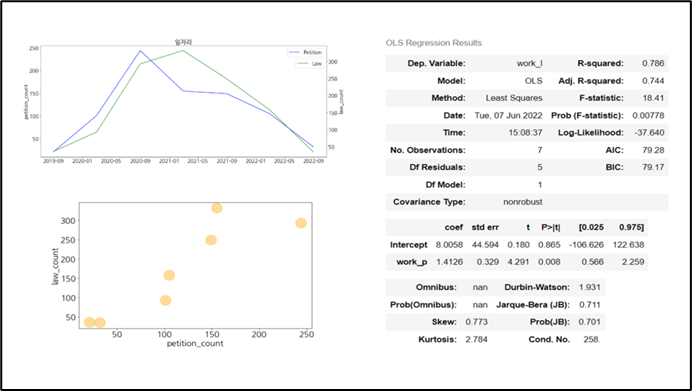 일자리
Petition
Law
petition_count
250
200
150
100
50
law_count
300
250
200
150
100
50
2019-09 2020-01 2020-05 2020-09 2021-01 2021-05 2021-09 2022-01 2022-05 2022-09
law_count
300
250
200
150
100
50
50 100 150 200 250
petition_count
OLS Regression Results
Dep. Variable: work_l R-squared: 0.786
Model: OLS Adj. R-squared: 0.744
Method: Least Squares F-statistic: 18.41
Date: Tue, 07 Jun 2022 Prob (F-statistic): 0.00778
Time: 15:08:37 Log-Likelihood: -37.640
No. Observations: 7 AIC: 79.28
Df Residuals: 5 BIC: 79.17
Df Model: 1
Covariance Type: nonrobust
coef std err t P>|t| [0.025 0.975]
Intercept 8.0058 44.594 0.180 0.865 -106.626 122.638
work_p 1.4126 0.329 4.291 0.008 0.566 2.259
Omnibus: nan Durbin-Watson: 1.931
Prob(Omnibus): nan Jarque-Bera (JB): 0.711
Skew: 0.773 Prob(JB): 0.701
Kurtosis: 2.784 Cond. No. 258.